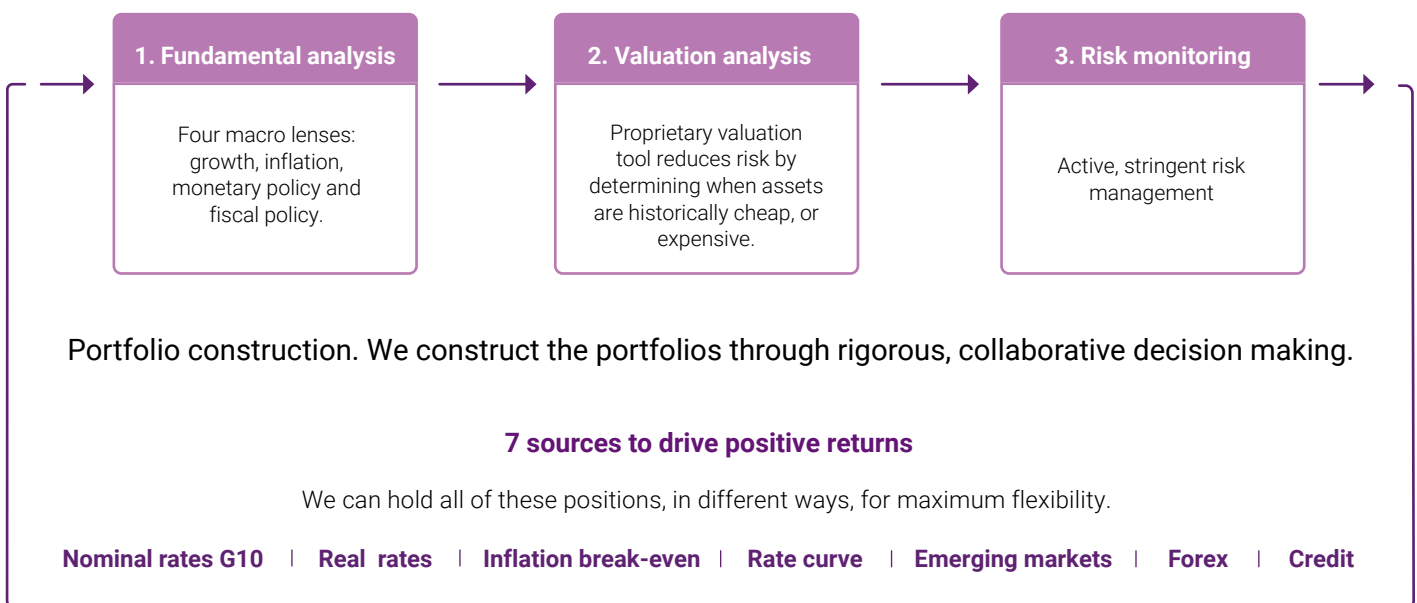 1. Fundamental analysis
Four macro lenses:
growth, inflation,
monetary policy and
fiscal policy.
2. Valuation analysis
Proprietary valuation
tool reduces risk by
determining when assets
are historically cheap, or
expensive.
3. Risk monitoring
Active, stringent risk
management
Portfolio construction. We construct the portfolios through rigorous, collaborative decision making.
7 sources to drive positive returns
We can hold all of these positions, in different ways, for maximum flexibility.
Nominal rates G10 | Real rates | Inflation break-even | Rate curve | Emerging markets | Forex | Credit